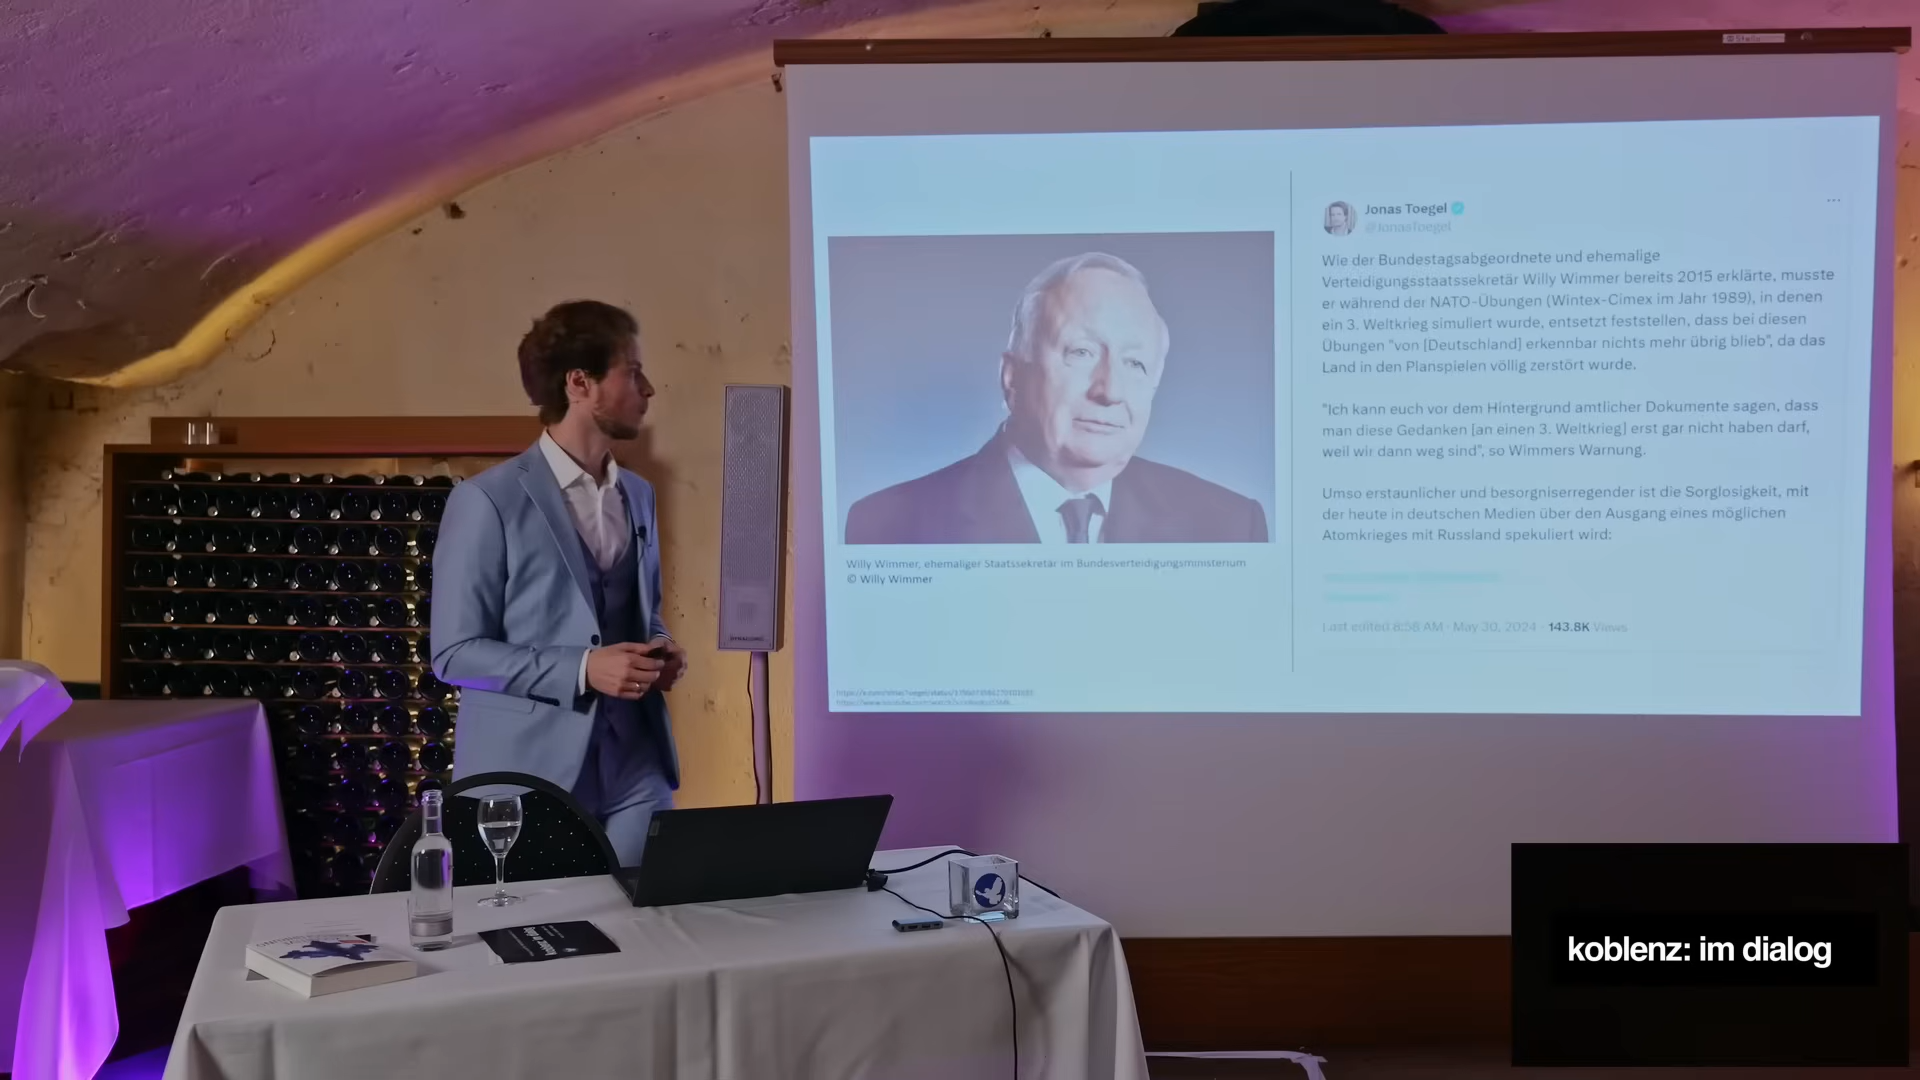 Jonas Toegel
@JonasToegel
Wie der Bundestagsabgeordnete und ehemalige
Verteidigungsstaatssekretär Willy Wimmer bereits 2015 erklärte, musste
er während der NATO-Übungen (Wintex-Cimex im Jahr 1989), in denen
ein 3. Weltkrieg simuliert wurde, entsetzt feststellen, dass bei diesen
Übungen "von [Deutschland] erkennbar nichts mehr übrig blieb", da das
Land in den Planspielen völlig zerstört wurde.
"Ich kann euch vor dem Hintergrund amtlicher Dokumente sagen, dass
man diese Gedanken [an einen 3. Weltkrieg] erst gar nicht haben darf,
weil wir dann weg sind", so Wimmers Warnung.
Umso erstaunlicher und besorgniserregender ist die Sorglosigkeit, mit
der heute in deutschen Medien über den Ausgang eines möglichen
Atomkrieges mit Russland spekuliert wird:
Last edited 8:58 AM · May 30, 2024 · 143.8K Views
Willy Wimmer, ehemaliger Staatssekretär im Bundesverteidigungsministerium
© Willy Wimmer
DYNACORD
koblenz: im dialog
koblenz: im dialog